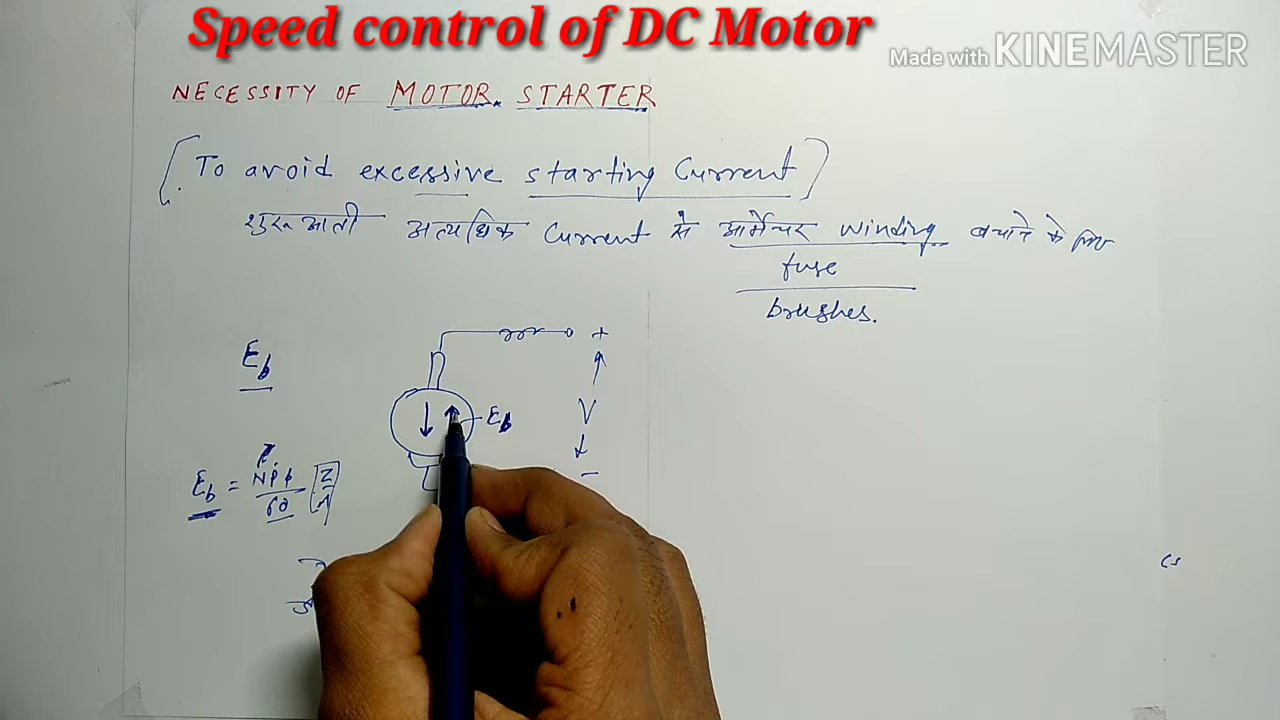 Speed control of DC Motor
Made with KINEMASTER
NECESSITY OF MOTOR STARTER
[To avoid excessive starting Current]
शुरूआती अत्यधिक Current से आर्मेचर winding बचाने के लिए
fuse
brushes.
+
Eb
V
Eb
-
Eb = NPϕ/60 [Z/A]